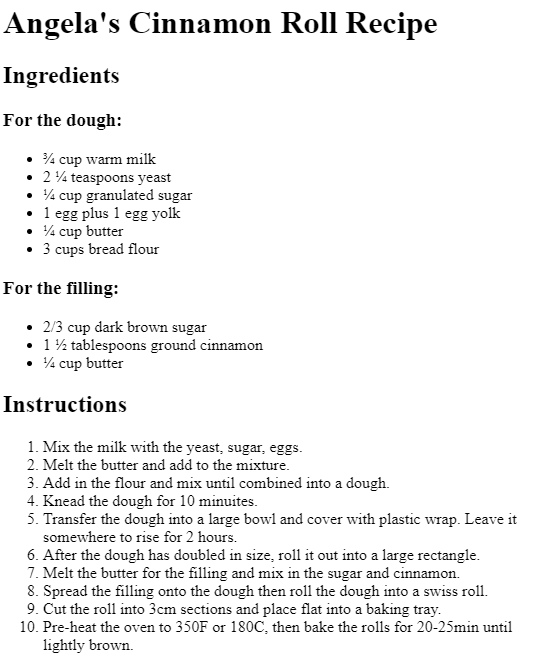 Angela's Cinnamon Roll Recipe
Ingredients
For the dough:
• ¾ cup warm milk
• 2 ¼ teaspoons yeast
• ¼ cup granulated sugar
• 1 egg plus 1 egg yolk
• ¼ cup butter
• 3 cups bread flour
For the filling:
• 2/3 cup dark brown sugar
• 1 ½ tablespoons ground cinnamon
• ¼ cup butter
Instructions
1. Mix the milk with the yeast, sugar, eggs.
2. Melt the butter and add to the mixture.
3. Add in the flour and mix until combined into a dough.
4. Knead the dough for 10 minuites.
5. Transfer the dough into a large bowl and cover with plastic wrap. Leave it
somewhere to rise for 2 hours.
6. After the dough has doubled in size, roll it out into a large rectangle.
7. Melt the butter for the filling and mix in the sugar and cinnamon.
8. Spread the filling onto the dough then roll the dough into a swiss roll.
9. Cut the roll into 3cm sections and place flat into a baking tray.
10. Pre-heat the oven to 350F or 180C, then bake the rolls for 20-25min until
lightly brown.